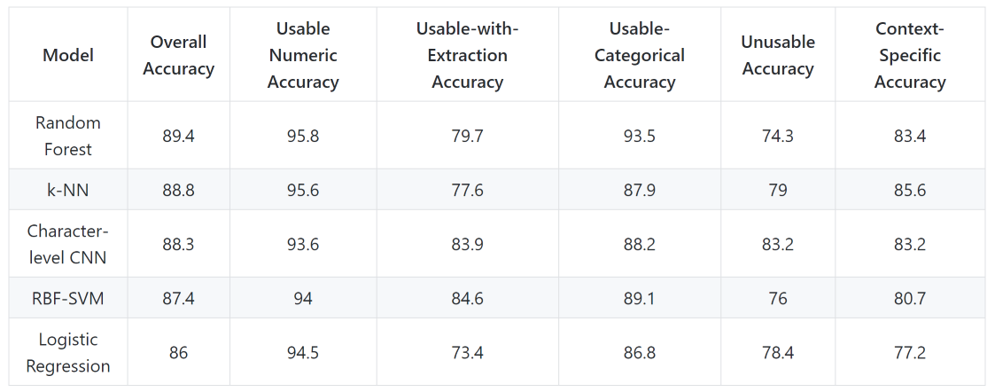 Model Overall Accuracy Usable Numeric Accuracy Usable-with-Extraction Accuracy Usable-Categorical Accuracy Unusable Accuracy Context-Specific Accuracy
Random Forest 89.4 95.8 79.7 93.5 74.3 83.4
k-NN 88.8 95.6 77.6 87.9 79 85.6
Character-level CNN 88.3 93.6 83.9 88.2 83.2 83.2
RBF-SVM 87.4 94 84.6 89.1 76 80.7
Logistic Regression 86 94.5 73.4 86.8 78.4 77.2